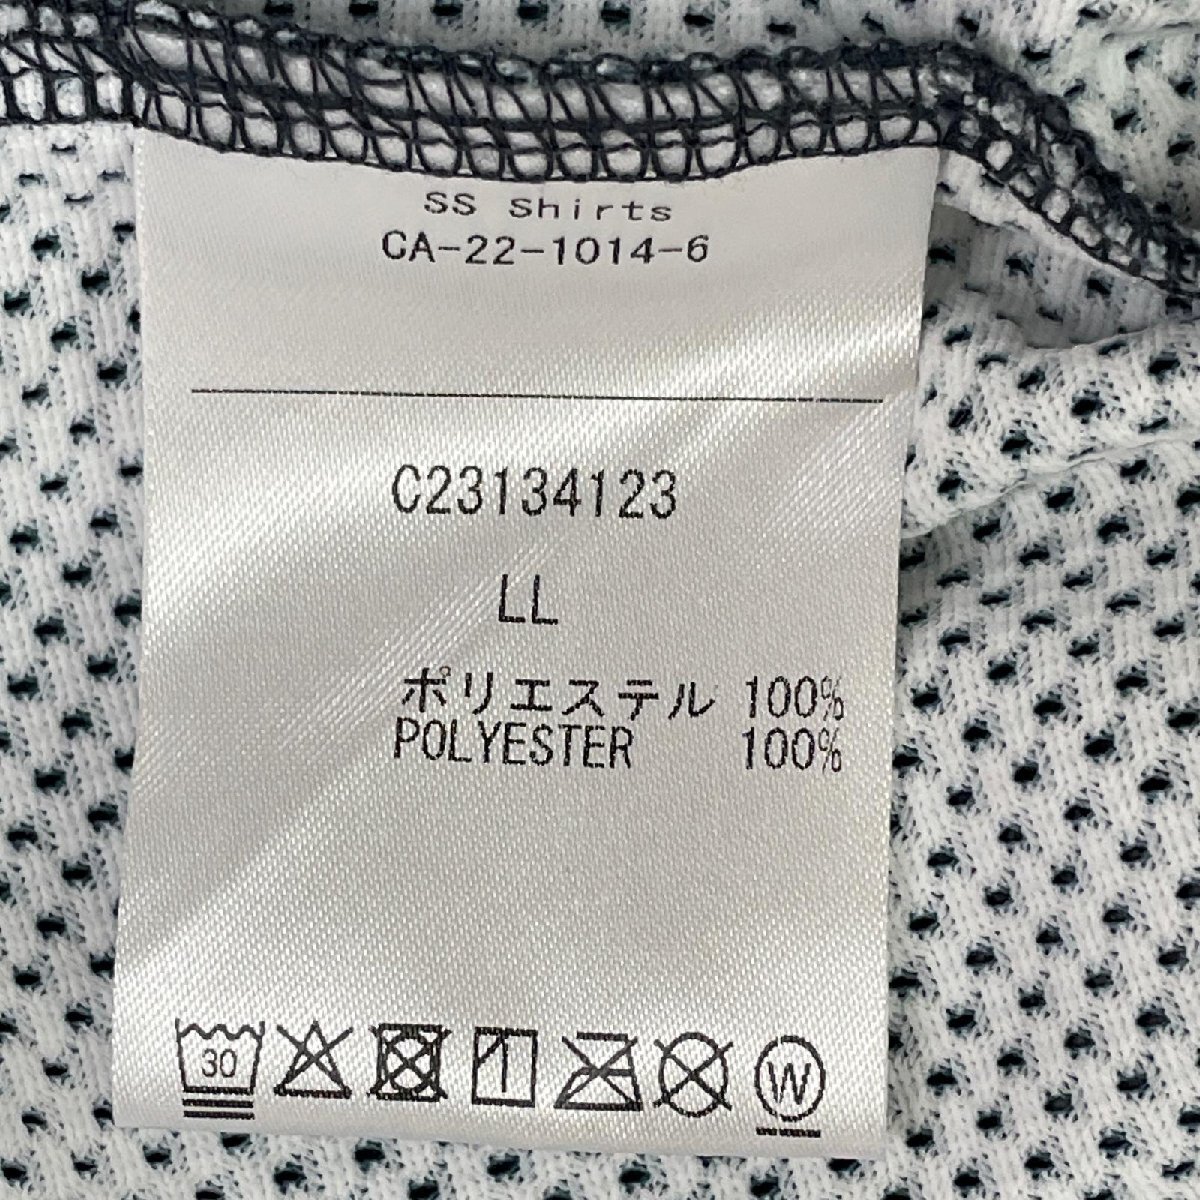 SS Shirts
CA-22-1014-6
C23134123
LL
ポリエステル 100%
POLYESTER 100%
30
W